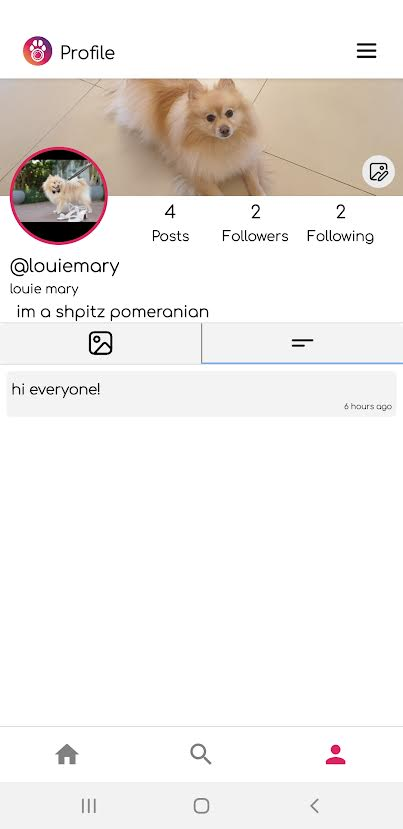 Profile
4 2 2
Posts Followers Following
@louiemary
louie mary
im a shpitz pomeranian
hi everyone!
6 hours ago